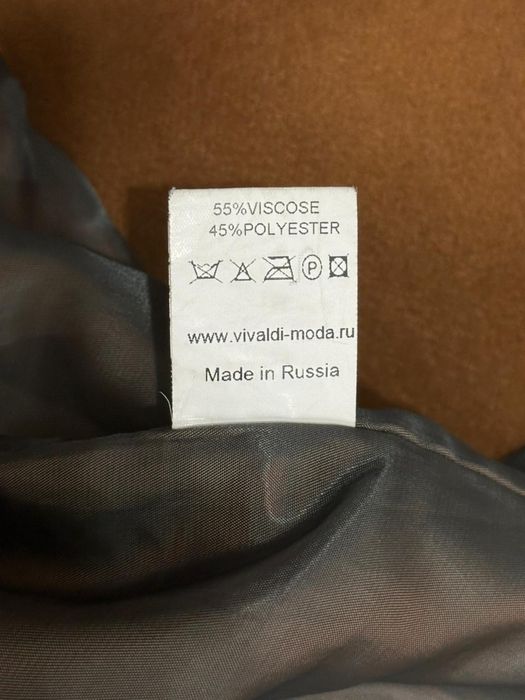 55%VISCOSE
45%POLYESTER
P
www.vivaldi-moda.ru
Made in Russia